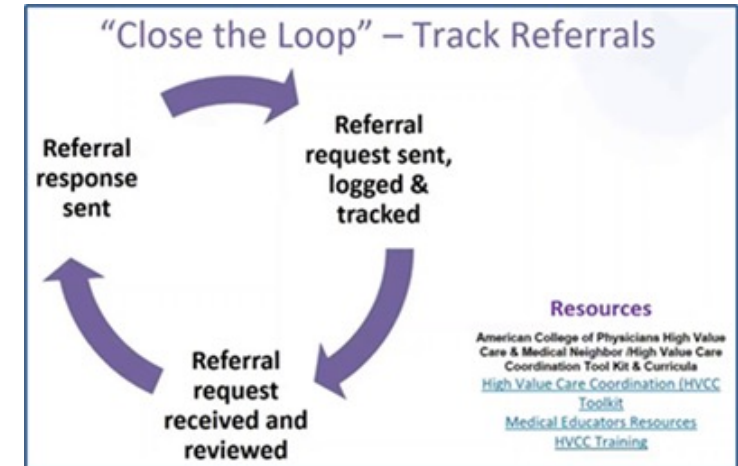 “Close the Loop” – Track Referrals
Referral
request sent,
logged &
tracked
Referral
request
received and
reviewed
Referral
response
sent
Resources
American College of Physicians High Value
Care & Medical Neighbor /High Value Care
Coordination Tool Kit & Curricula
High Value Care Coordination (HVCC
Toolkit
Medical Educators Resources
HVCC Training